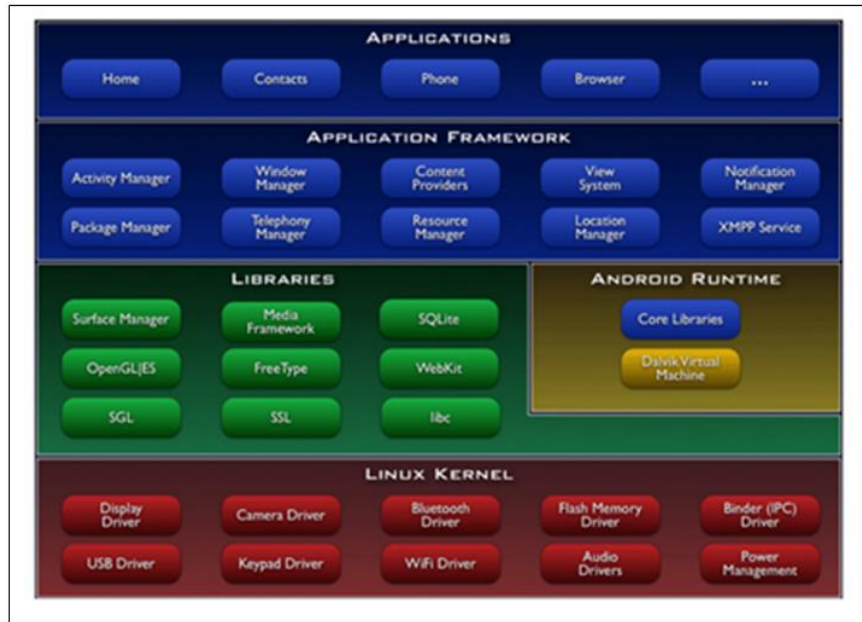 APPLICATIONS
Home Contacts Phone Browser ...
APPLICATION FRAMEWORK
Activity Manager Window Manager Content Providers View System Notification Manager
Package Manager Telephony Manager Resource Manager Location Manager XMPP Service
LIBRARIES
Surface Manager Media Framework SQLite
OpenGL|ES FreeType WebKit
SGL SSL libc
ANDROID RUNTIME
Core Libraries
Dalvik Virtual Machine
LINUX KERNEL
Display Driver Camera Driver Bluetooth Driver Flash Memory Driver Binder (IPC) Driver
USB Driver Keypad Driver WiFi Driver Audio Drivers Power Management